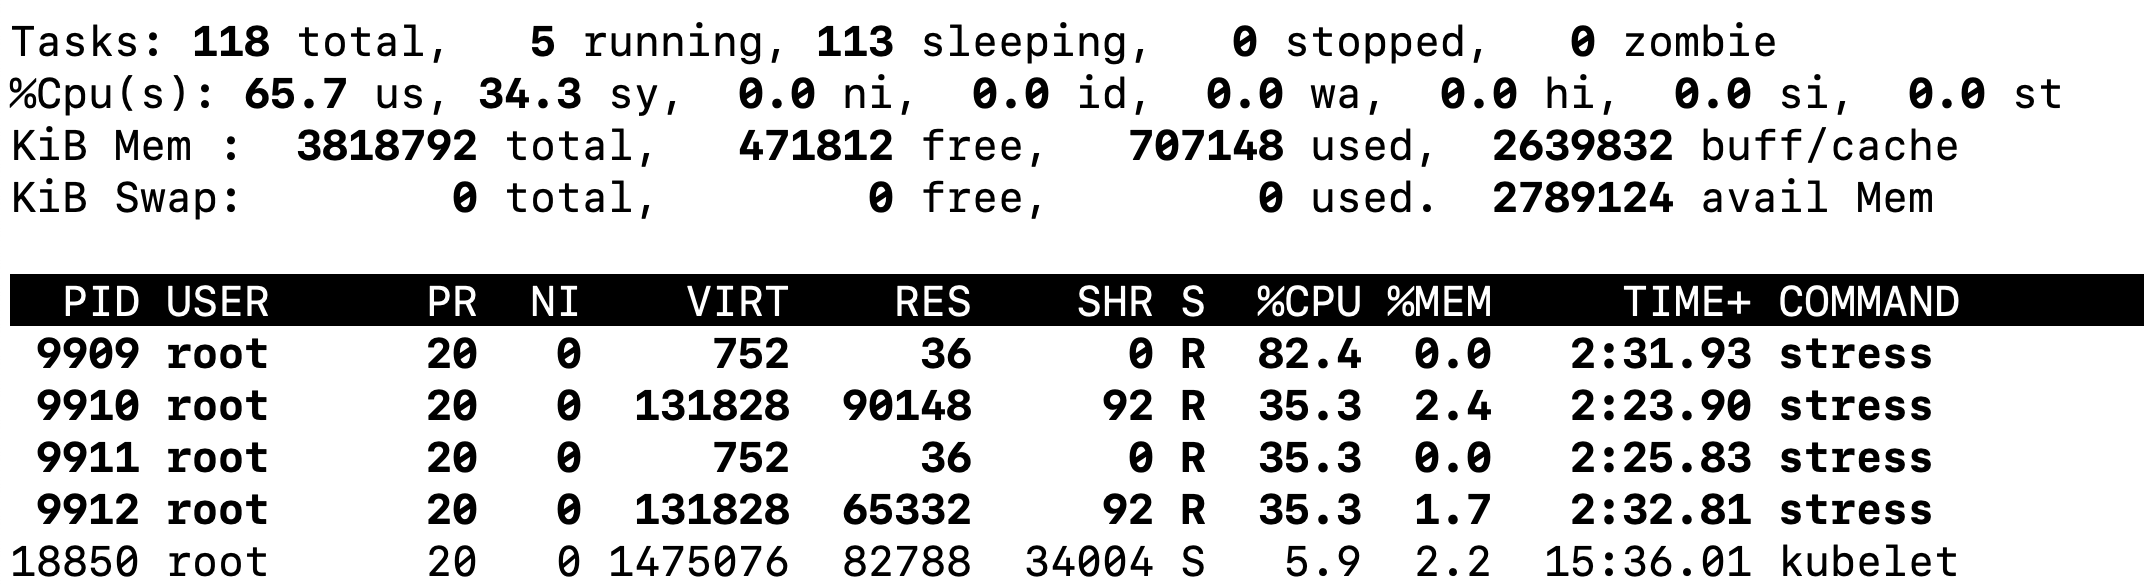 Tasks: 118 total,   5 running, 113 sleeping,   0 stopped,   0 zombie
%Cpu(s): 65.7 us, 34.3 sy,  0.0 ni,  0.0 id,  0.0 wa,  0.0 hi,  0.0 si,  0.0 st
KiB Mem :  3818792 total,   471812 free,   707148 used,  2639832 buff/cache
KiB Swap:        0 total,        0 free,        0 used.  2789124 avail Mem
  PID USER      PR  NI    VIRT    RES    SHR S  %CPU %MEM     TIME+ COMMAND
 9909 root      20   0     752     36      0 R  82.4  0.0   2:31.93 stress
 9910 root      20   0  131828  90148     92 R  35.3  2.4   2:23.90 stress
 9911 root      20   0     752     36      0 R  35.3  0.0   2:25.83 stress
 9912 root      20   0  131828  65332     92 R  35.3  1.7   2:32.81 stress
18850 root      20   0 1475076  82788  34004 S   5.9  2.2  15:36.01 kubelet